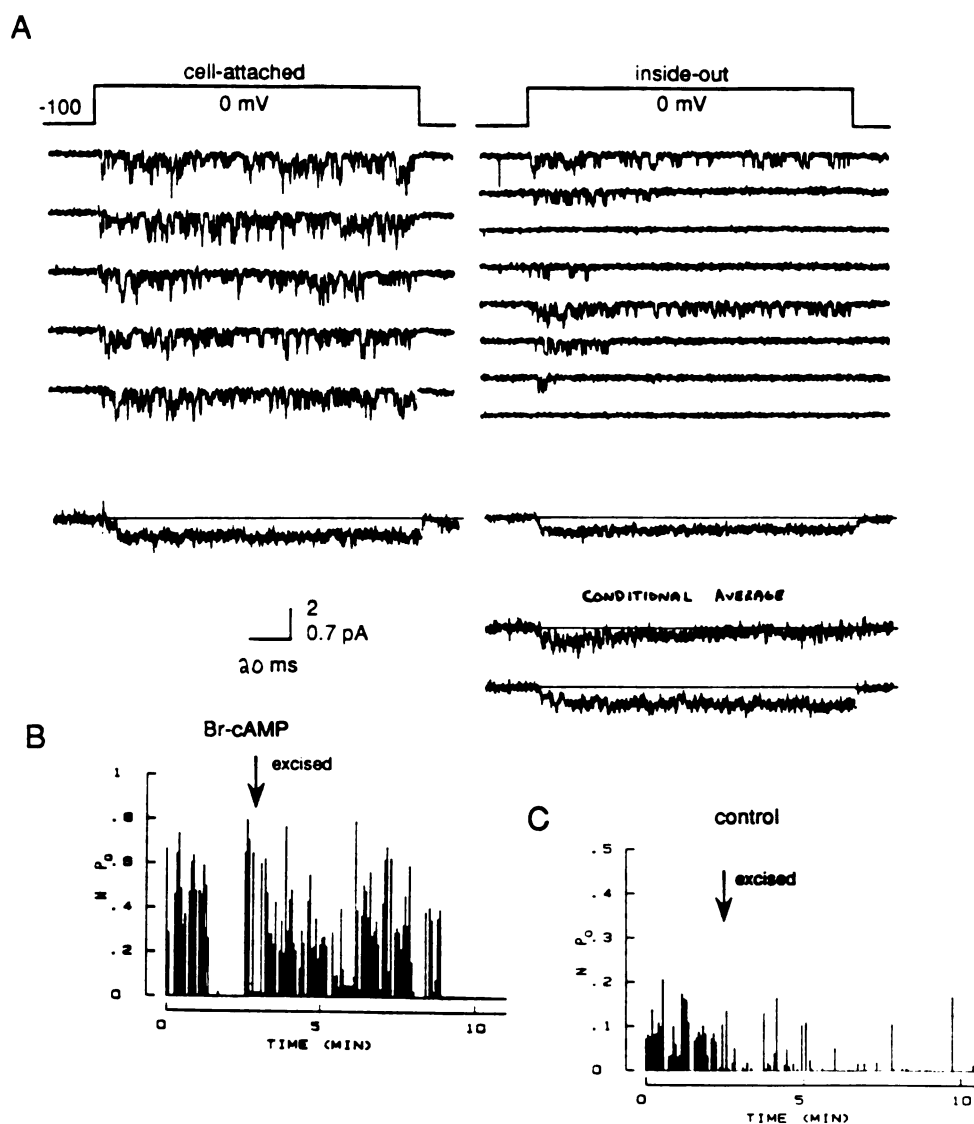 A
cell-attached
inside-out
-100
0 mV
0 mV
CONDITIONAL AVERAGE
2
0.7 pA
20 ms
B
Br-cAMP
excised
1
.8
.6
.4
.2
0
N Po
0 5 10
TIME (MIN)
C
control
excised
.5
.4
.3
.2
.1
0
N Po
0 5 10
TIME (MIN)